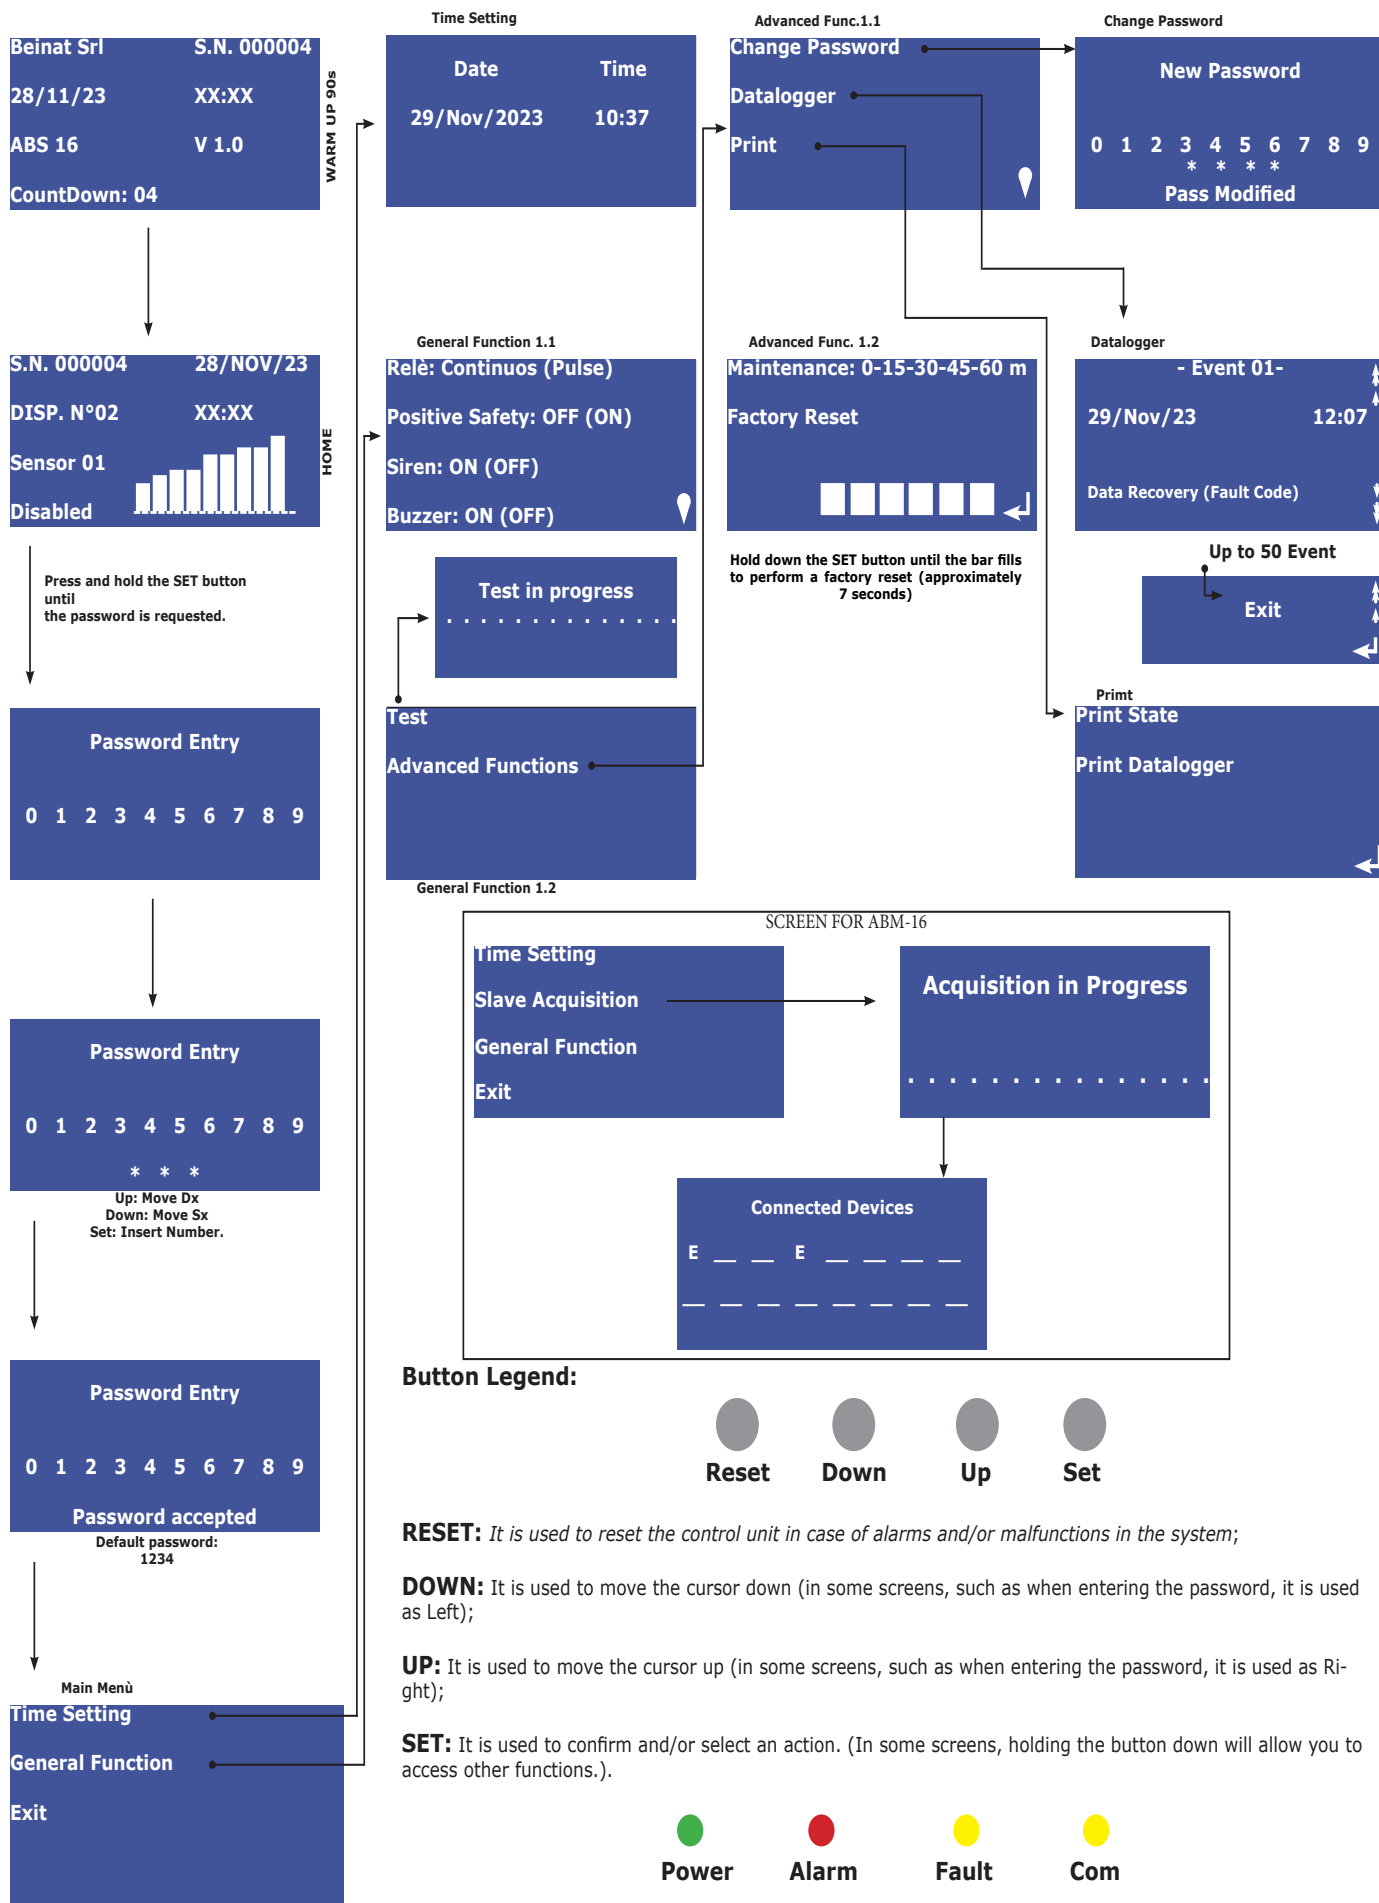 Beinat Srl S.N. 000004
28/11/23 XX:XX
ABS 16 V 1.0
CountDown: 04
WARM UP 90s
S.N. 000004 28/NOV/23
DISP. N°02 XX:XX
Sensor 01
Disabled
HOME
Press and hold the SET button
until
the password is requested.
Password Entry
0 1 2 3 4 5 6 7 8 9
Password Entry
0 1 2 3 4 5 6 7 8 9
* * *
Up: Move Dx
Down: Move Sx
Set: Insert Number.
Password Entry
0 1 2 3 4 5 6 7 8 9
Password accepted
Default password:
1234
Main Menù
Time Setting
General Function
Exit
Time Setting
Date Time
29/Nov/2023 10:37
General Function 1.1
Relè: Continuos (Pulse)
Positive Safety: OFF (ON)
Siren: ON (OFF)
Buzzer: ON (OFF)
Test in progress
. . . . . . . . . . . . . .
Test
Advanced Functions
General Function 1.2
Advanced Func.1.1
Change Password
Datalogger
Print
Advanced Func. 1.2
Maintenance: 0-15-30-45-60 m
Factory Reset
Hold down the SET button until the bar fills
to perform a factory reset (approximately
7 seconds)
Change Password
New Password
0 1 2 3 4 5 6 7 8 9
* * * *
Pass Modified
Datalogger
- Event 01-
29/Nov/23 12:07
Data Recovery (Fault Code)
Up to 50 Event
Exit
Primt
Print State
Print Datalogger
SCREEN FOR ABM-16
Time Setting
Slave Acquisition
General Function
Exit
Acquisition in Progress
. . . . . . . . . . . . . . .
Connected Devices
E __ __ E __ __ __ __
__ __ __ __ __ __ __ __
Button Legend:
Reset Down Up Set
RESET: It is used to reset the control unit in case of alarms and/or malfunctions in the system;
DOWN: It is used to move the cursor down (in some screens, such as when entering the password, it is used
as Left);
UP: It is used to move the cursor up (in some screens, such as when entering the password, it is used as Ri-
ght);
SET: It is used to confirm and/or select an action. (In some screens, holding the button down will allow you to
access other functions.).
Power Alarm Fault Com